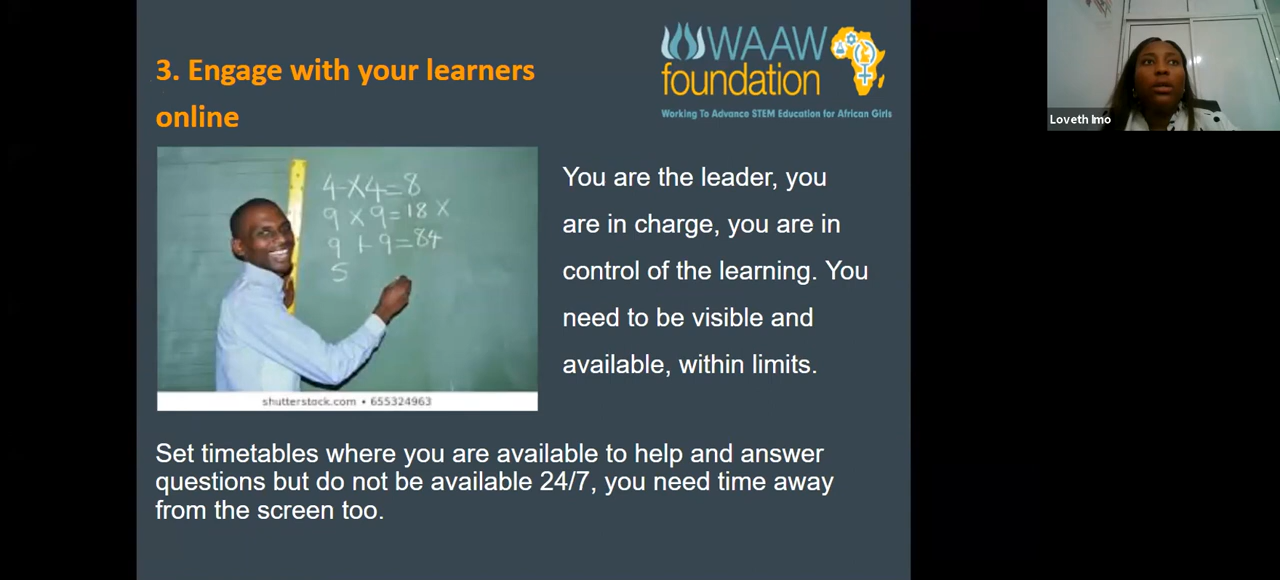 3. Engage with your learners
online
WAAW
foundation
Working To Advance STEM Education for African Girls
Loveth Imo
4-X4=8
9 X 9=18 X
9 + 9=84
5
shutterstock.com • 655324963
You are the leader, you
are in charge, you are in
control of the learning. You
need to be visible and
available, within limits.
Set timetables where you are available to help and answer
questions but do not be available 24/7, you need time away
from the screen too.